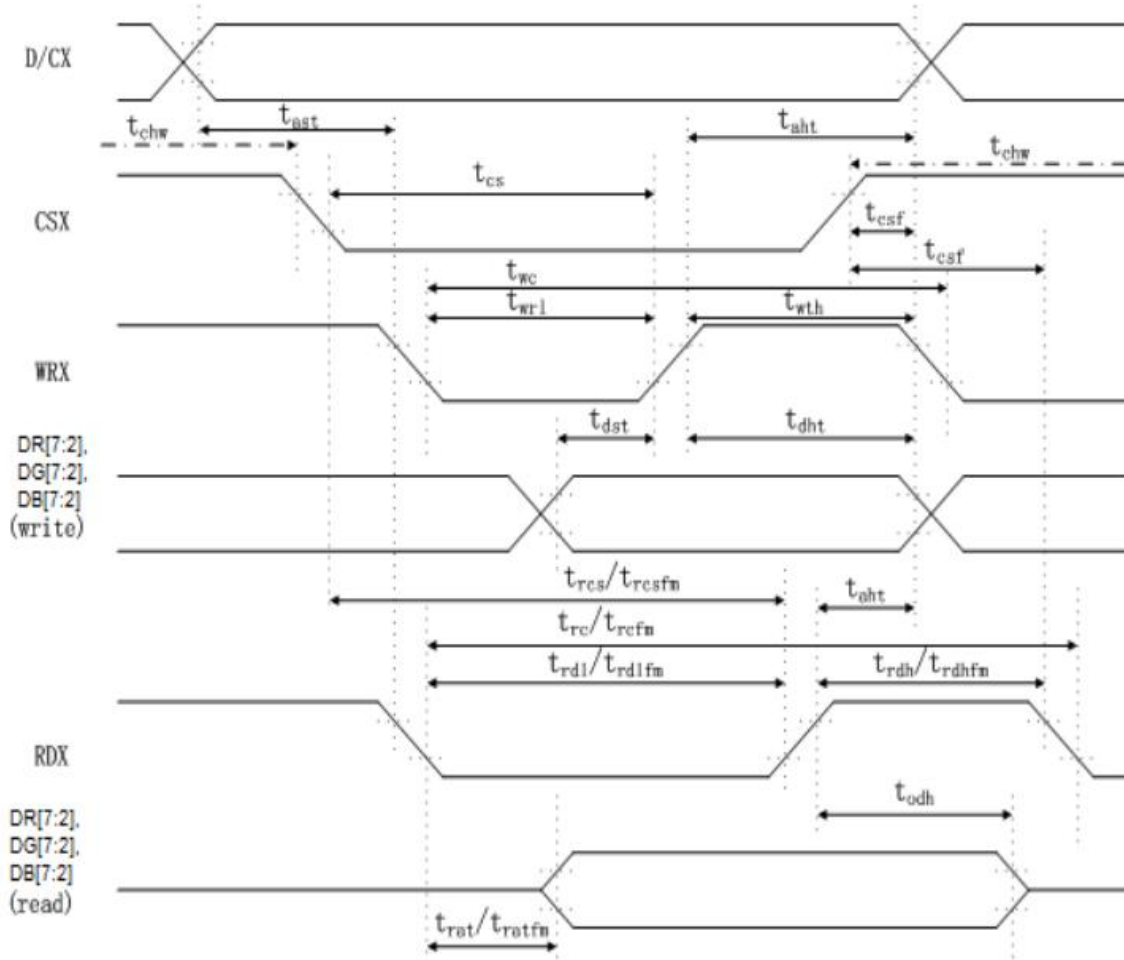 D/CX
t_ast
t_aht
t_chw
t_chw
t_cs
CSX
t_csf
t_csf
t_wc
t_wrl
t_wth
WRX
t_dst
t_dht
DR[7:2],
DG[7:2],
DB[7:2]
(write)
t_rcs/t_rcsfm
t_aht
t_rc/t_rcfm
t_rdl/t_rdlfm
t_rdh/t_rdhfm
RDX
t_odh
DR[7:2],
DG[7:2],
DB[7:2]
(read)
t_rat/t_ratfm